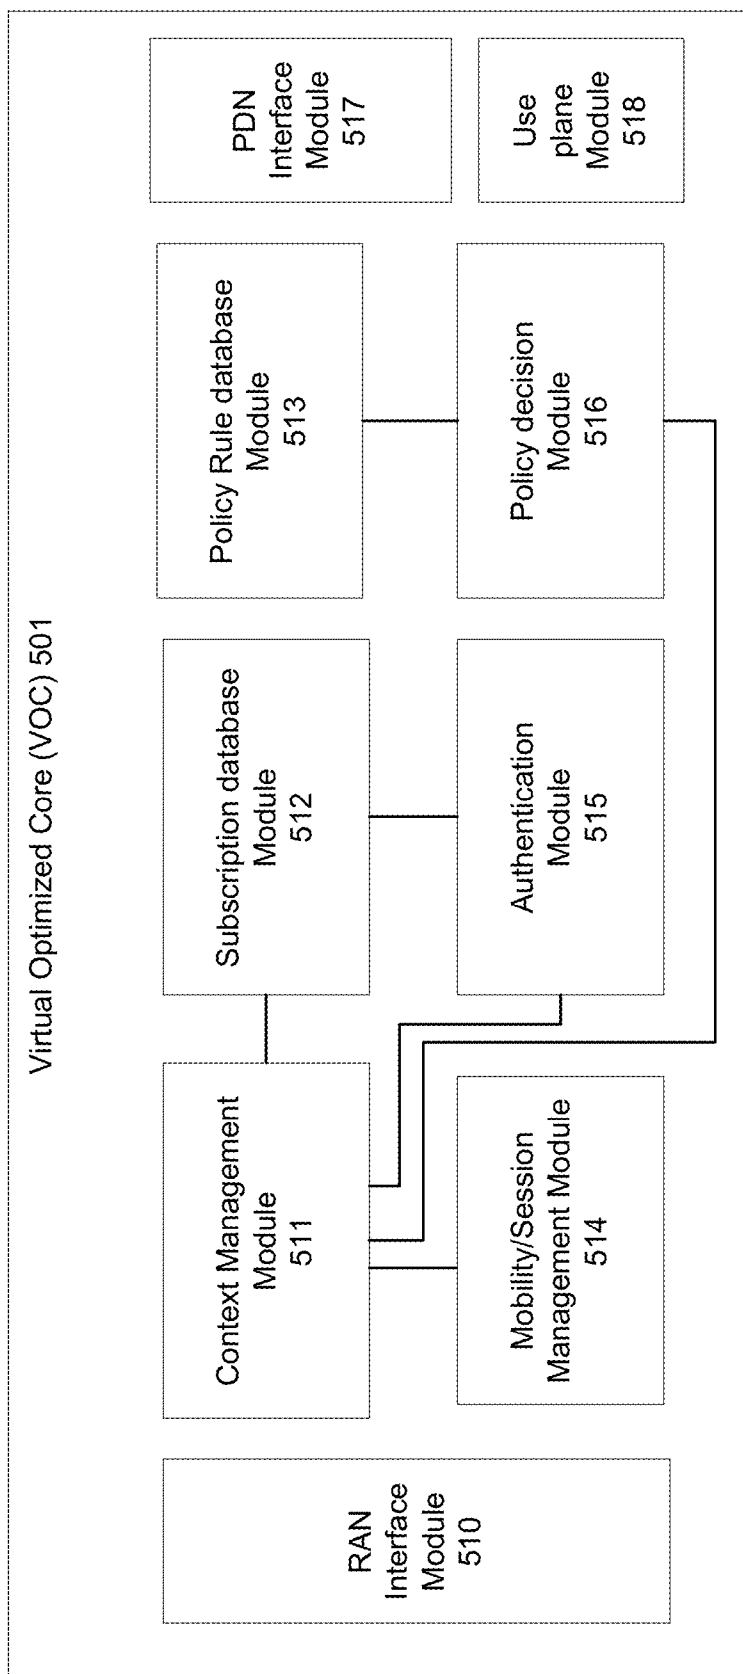 Virtual Optimized Core (VOC) 501
RAN
Interface
Module
510
Context Management
Module
511
Subscription database
Module
512
Policy Rule database
Module
513
PDN
Interface
Module
517
Mobility/Session
Management Module
514
Authentication
Module
515
Policy decision
Module
516
Use
plane
Module
518